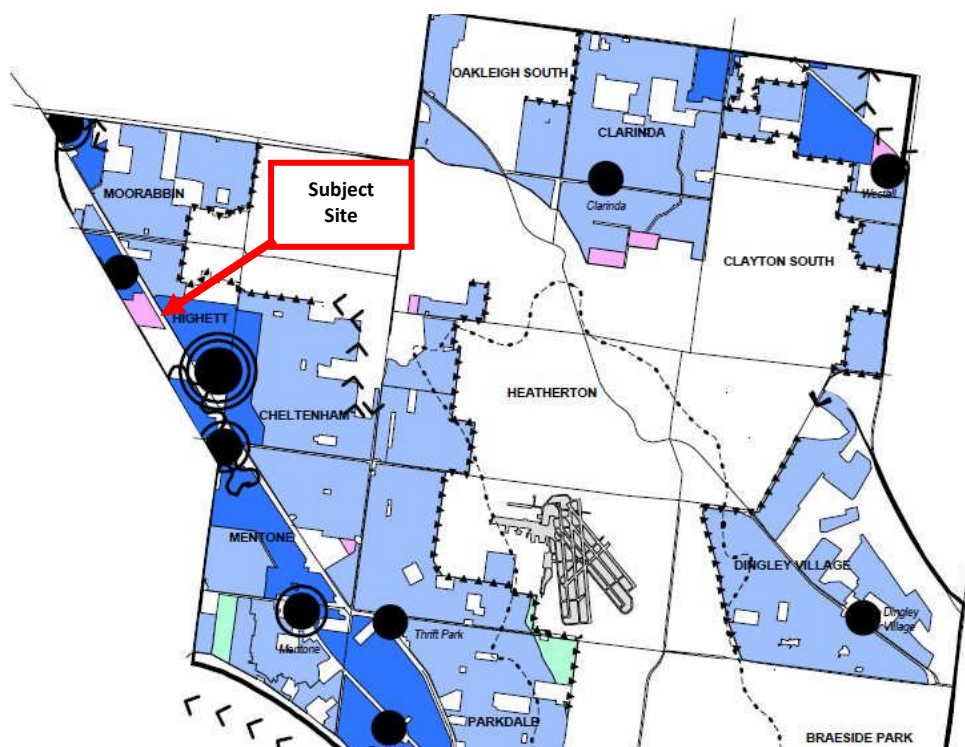 OAKLEIGH SOUTH
CLARINDA
MOORABBIN
Subject
Site
Clarinda
Westall
CLAYTON SOUTH
HIGHETT
HEATHERTON
CHELTENHAM
MENTONE
DINGLEY VILLAGE
Dingley
Village
Thrift Park
Mentone
PARKDALE
BRAESIDE PARK